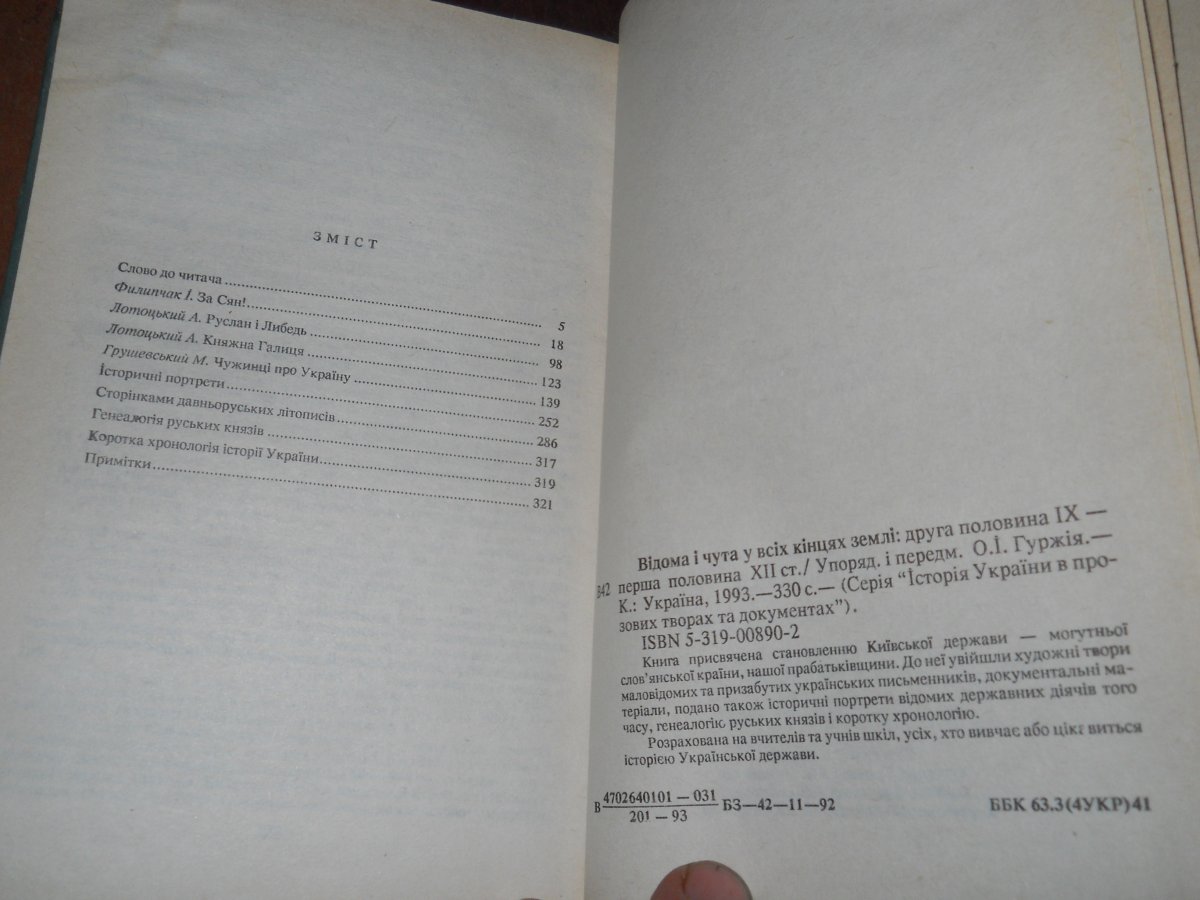 ЗМІСТ
Слово до читача ........ 5
Филипчак І. За Сян! ........ 18
Лотоцький А. Руслан і Либедь ........ 98
Лотоцький А. Княжна Галиця ........ 123
Грушевський М. Чужинці про Україну ........ 139
Історичні портрети ........ 252
Сторінками давньоруських літописів ........ 286
Генеалогія руських князів ........ 317
Коротка хронологія історії України ........ 319
Примітки ........ 321
Відома і чута у всіх кінцях землі: друга половина IX —
В42 перша половина XII ст./ Упоряд. і передм. О.І. Гуржія.—
К.: Україна, 1993.—330 с.— (Серія “Історія України в про-
зових творах та документах”).
ISBN 5-319-00890-2
Книга присвячена становленню Київської держави — могутньої
слов’янської країни, нашої прабатьківщини. До неї увійшли художні твори
маловідомих та призабутих українських письменників, документальні ма-
теріали, подано також історичні портрети відомих державних діячів того
часу, генеалогію руських князів і коротку хронологію.
Розрахована на вчителів та учнів шкіл, усіх, хто вивчає або цікавиться
історією Української держави.
В 4702640101 — 031
201 — 93
БЗ—42—11—92
ББК 63.3(4УКР)41